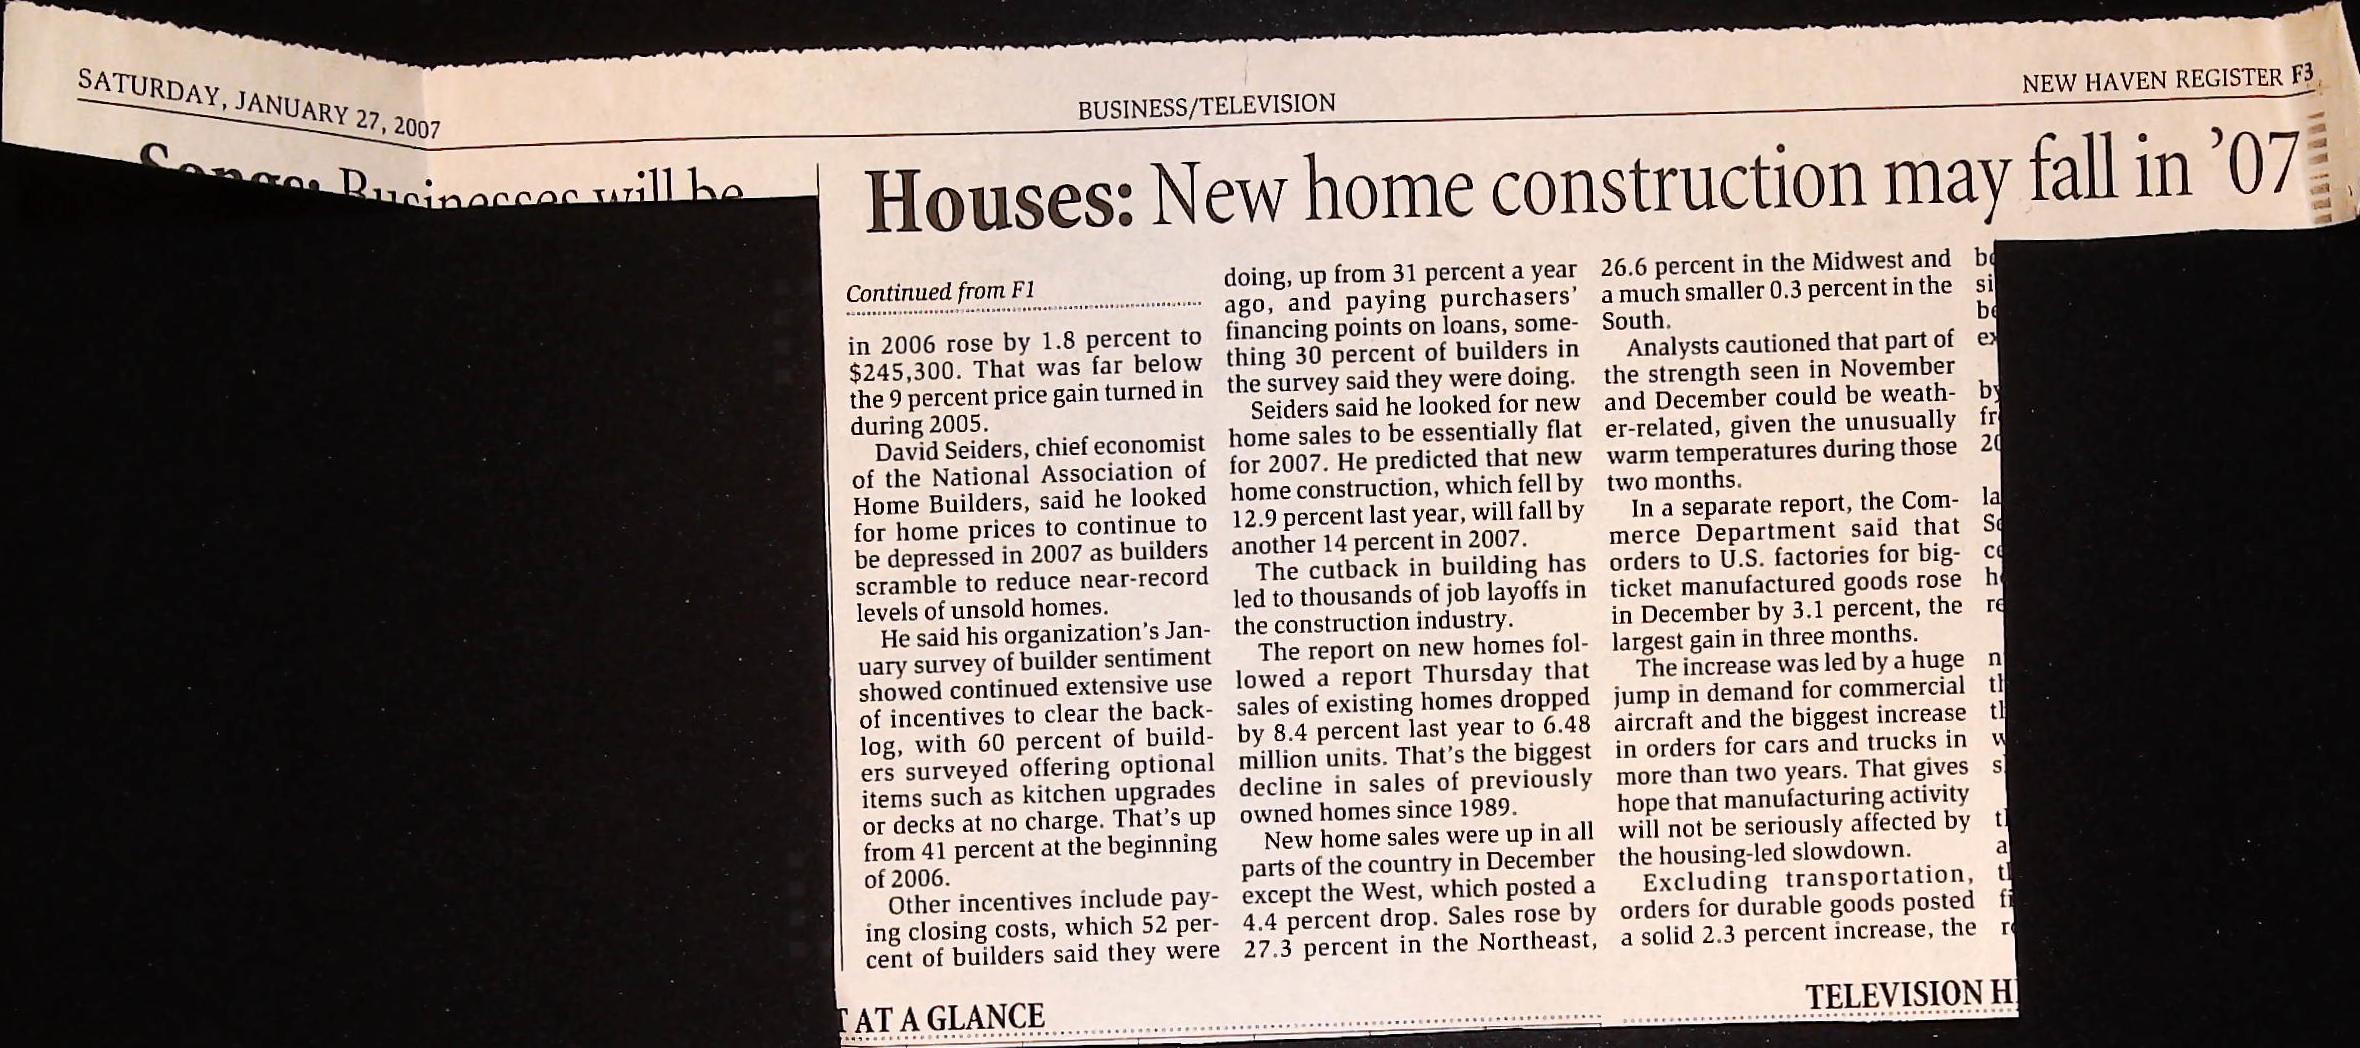 SATURDAY, JANUARY 27, 2007
BUSINESS/TELEVISION
NEW HAVEN REGISTER F3
Songo: Businesses will be
Houses: New home construction may fall in ’07
Continued from F1
in 2006 rose by 1.8 percent to
$245,300. That was far below
the 9 percent price gain turned in
during 2005.
David Seiders, chief economist
of the National Association of
Home Builders, said he looked
for home prices to continue to
be depressed in 2007 as builders
scramble to reduce near-record
levels of unsold homes.
He said his organization’s Jan-
uary survey of builder sentiment
showed continued extensive use
of incentives to clear the back-
log, with 60 percent of build-
ers surveyed offering optional
items such as kitchen upgrades
or decks at no charge. That’s up
from 41 percent at the beginning
of 2006.
Other incentives include pay-
ing closing costs, which 52 per-
cent of builders said they were
doing, up from 31 percent a year
ago, and paying purchasers’
financing points on loans, some-
thing 30 percent of builders in
the survey said they were doing.
Seiders said he looked for new
home sales to be essentially flat
for 2007. He predicted that new
home construction, which fell by
12.9 percent last year, will fall by
another 14 percent in 2007.
The cutback in building has
led to thousands of job layoffs in
the construction industry.
The report on new homes fol-
lowed a report Thursday that
sales of existing homes dropped
by 8.4 percent last year to 6.48
million units. That’s the biggest
decline in sales of previously
owned homes since 1989.
New home sales were up in all
parts of the country in December
except the West, which posted a
4.4 percent drop. Sales rose by
27.3 percent in the Northeast,
26.6 percent in the Midwest and
a much smaller 0.3 percent in the
South.
Analysts cautioned that part of
the strength seen in November
and December could be weath-
er-related, given the unusually
warm temperatures during those
two months.
In a separate report, the Com-
merce Department said that
orders to U.S. factories for big-
ticket manufactured goods rose
in December by 3.1 percent, the
largest gain in three months.
The increase was led by a huge
jump in demand for commercial
aircraft and the biggest increase
in orders for cars and trucks in
more than two years. That gives
hope that manufacturing activity
will not be seriously affected by
the housing-led slowdown.
Excluding transportation,
orders for durable goods posted
a solid 2.3 percent increase, the
T AT A GLANCE
TELEVISION H